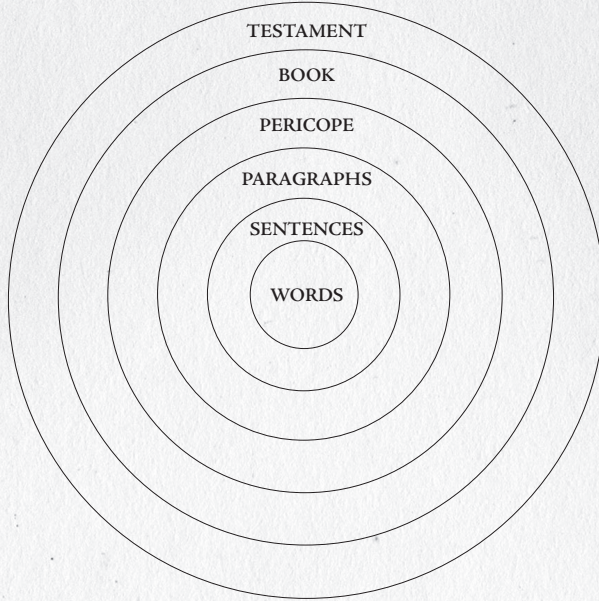 TESTAMENT
BOOK
PERICOPE
PARAGRAPHS
SENTENCES
WORDS